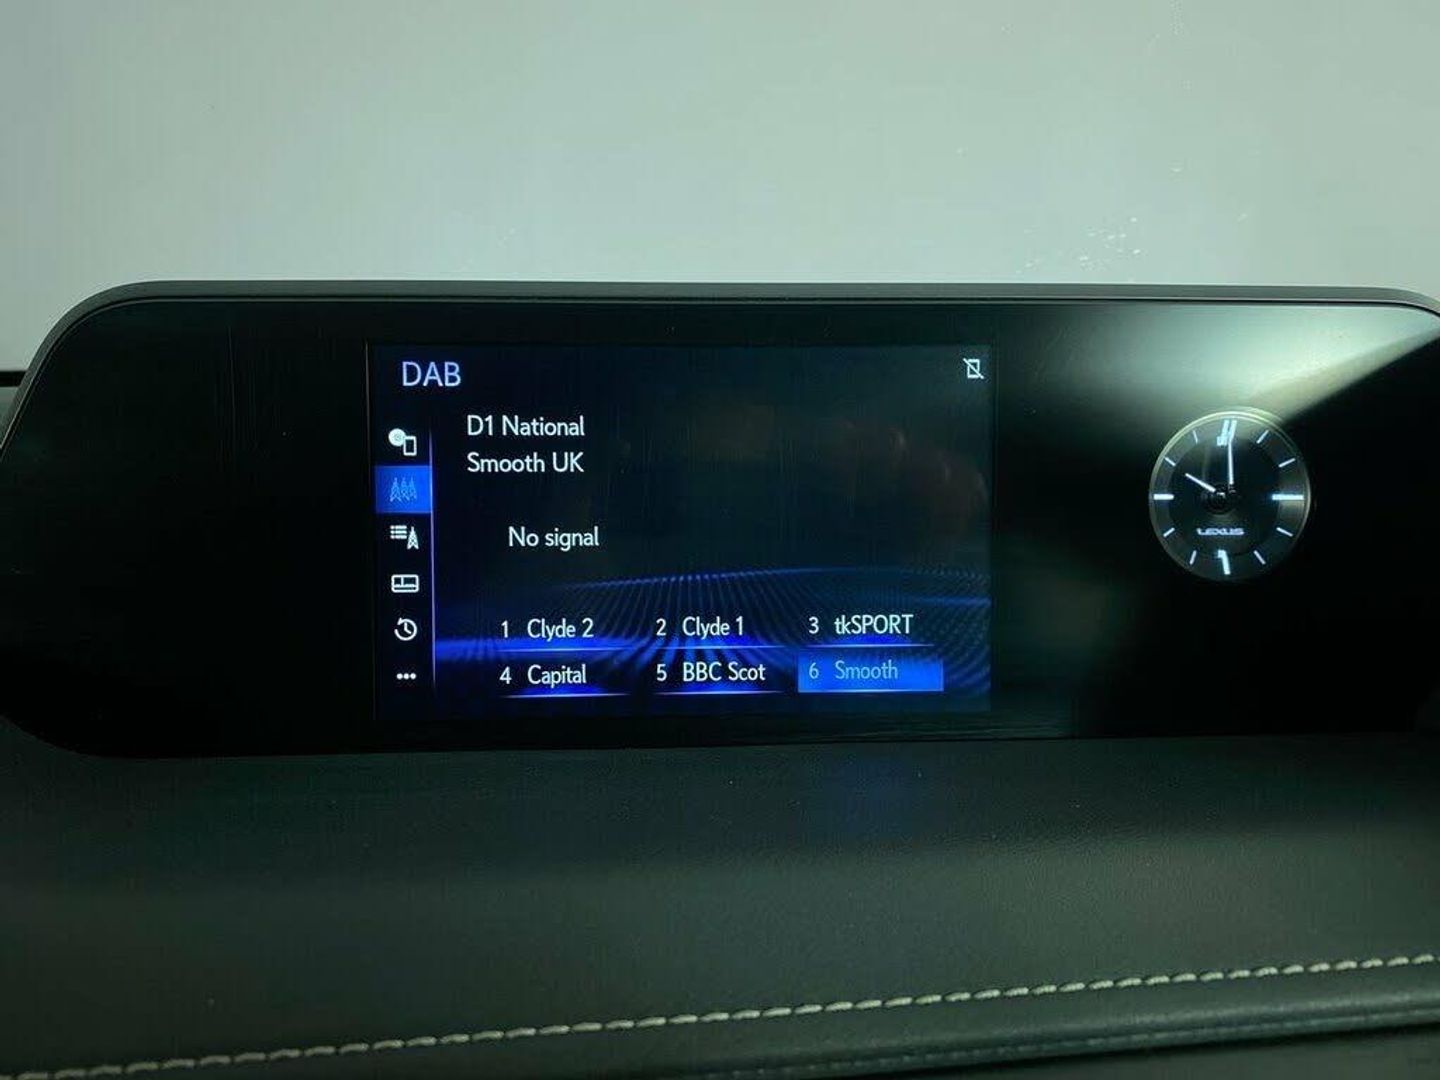 DAB
D1 National
Smooth UK
No signal
1 Clyde 2 2 Clyde 1 3 tkSPORT
4 Capital 5 BBC Scot 6 Smooth
LEXUS